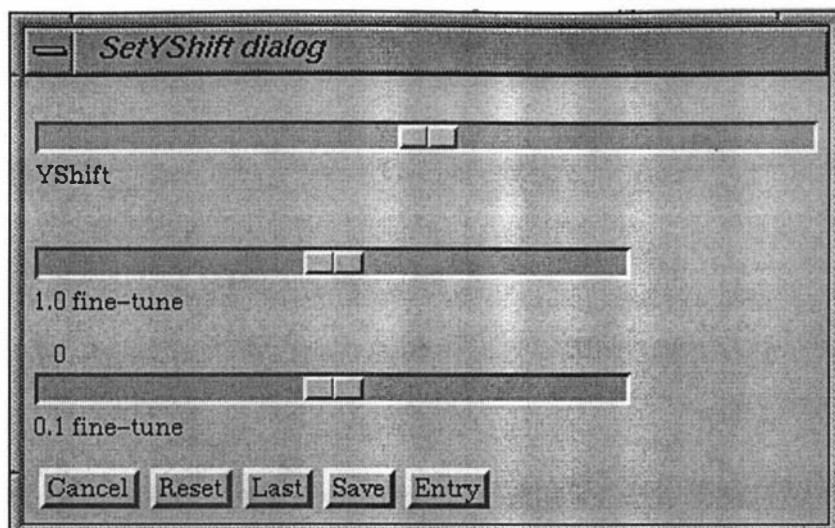 SetYShift dialog
YShift
1.0 fine-tune
0
0.1 fine-tune
Cancel Reset Last Save Entry